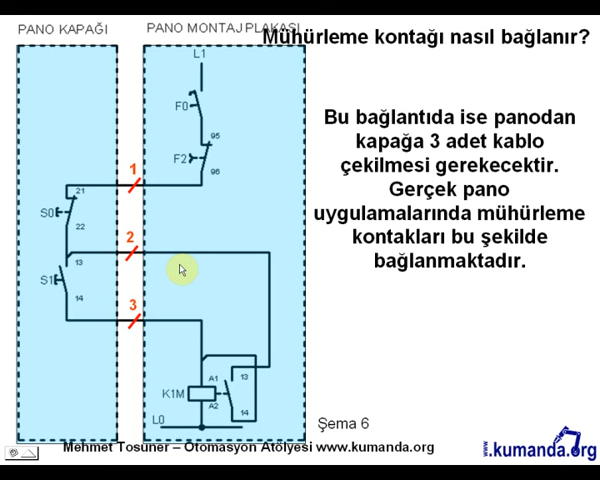 PANO KAPAĞI
PANO MONTAJ PLAKASI
Mühürleme kontağı nasıl bağlanır?
L1
F0
Bu bağlantıda ise panodan
kapağa 3 adet kablo
çekilmesi gerekecektir.
Gerçek pano
uygulamalarında mühürleme
kontakları bu şekilde
bağlanmaktadır.
95
F2
96
1
21
S0
22
2
13
S1
14
3
A1
13
K1M
A2
14
L0
Şema 6
Mehmet Tosuner – Otomasyon Atölyesi www.kumanda.org
www.kumanda.org